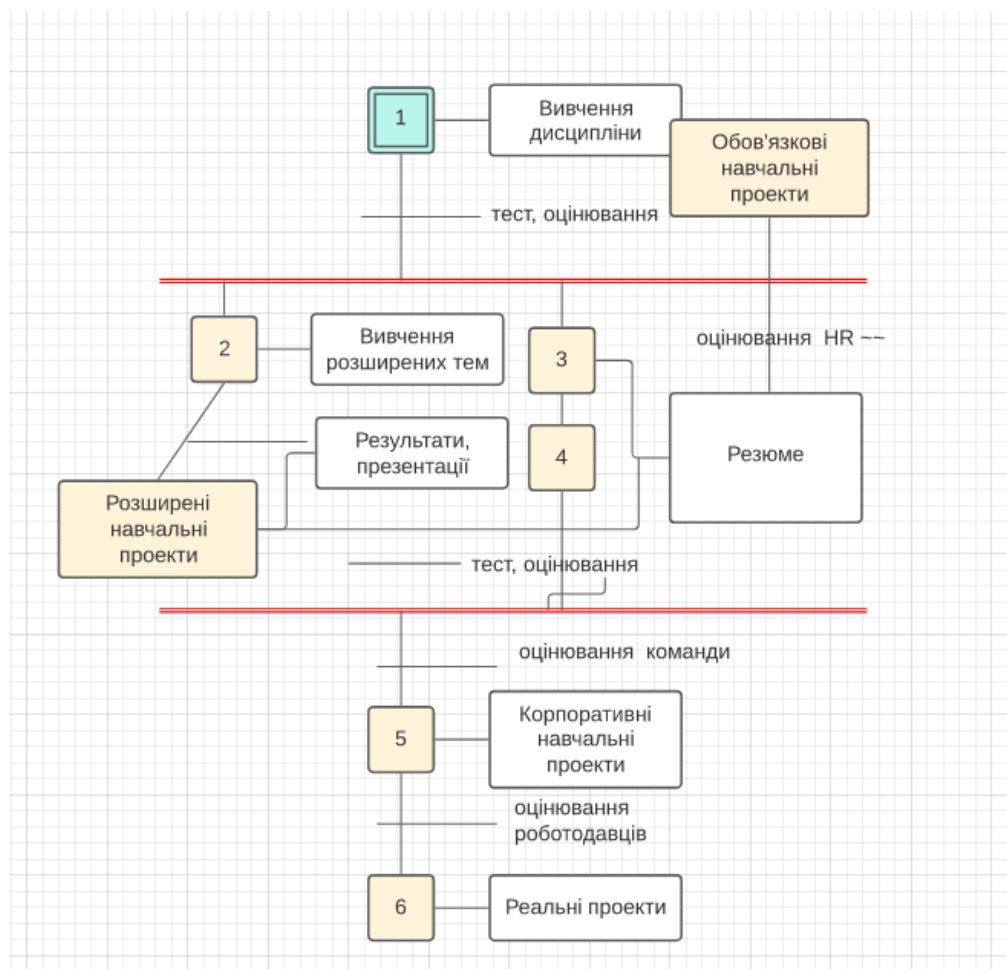 1
Вивчення
дисципліни
Обов'язкові
навчальні
проекти
тест, оцінювання
2
Вивчення
розширених тем
3
оцінювання HR ~~
Результати,
презентації
4
Резюме
Розширені
навчальні
проекти
тест, оцінювання
оцінювання команди
5
Корпоративні
навчальні
проекти
оцінювання
роботодавців
6
Реальні проекти